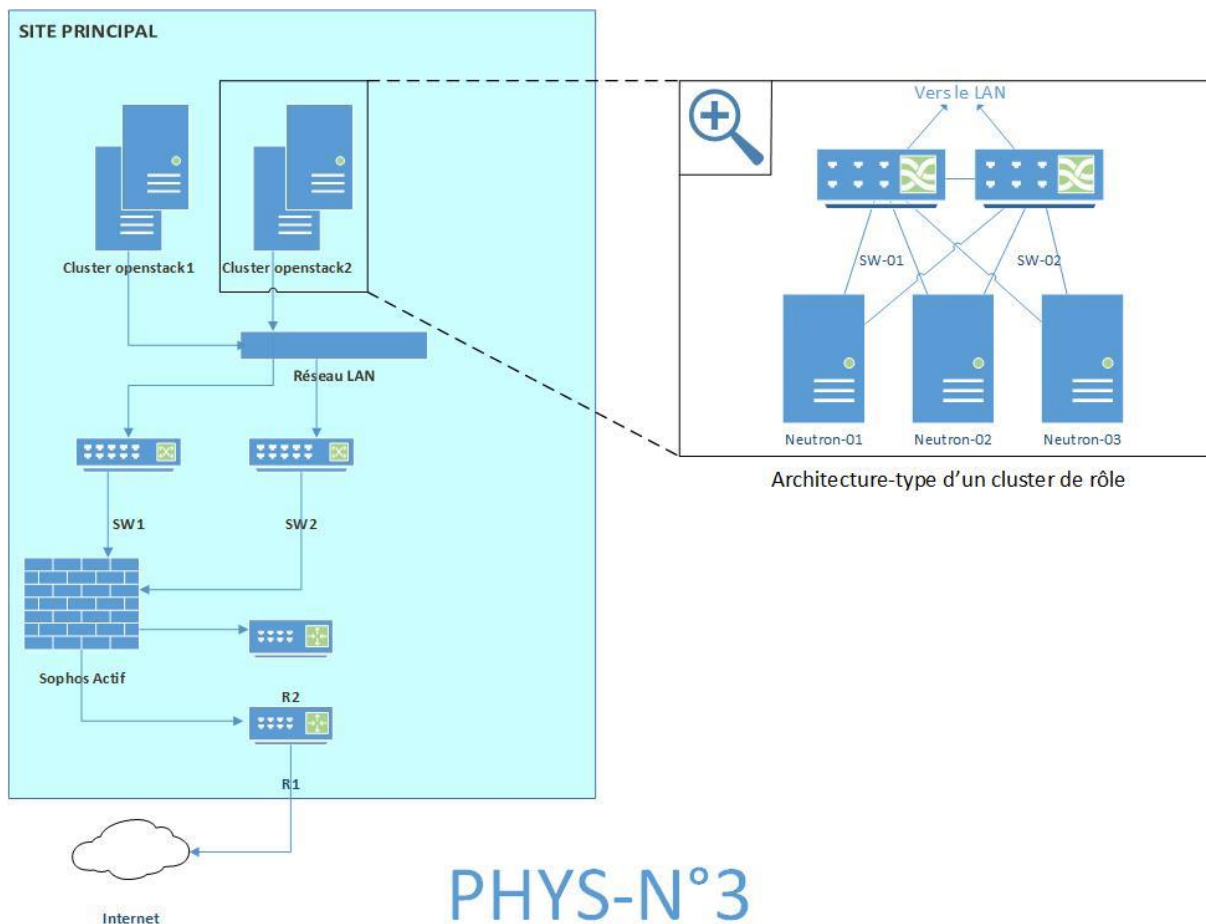 SITE PRINCIPAL
Cluster openstack1
Cluster openstack2
Réseau LAN
SW1
SW2
Sophos Actif
R2
R1
Internet
Vers le LAN
SW-01
SW-02
Neutron-01
Neutron-02
Neutron-03
Architecture-type d’un cluster de rôle
PHYS-N°3